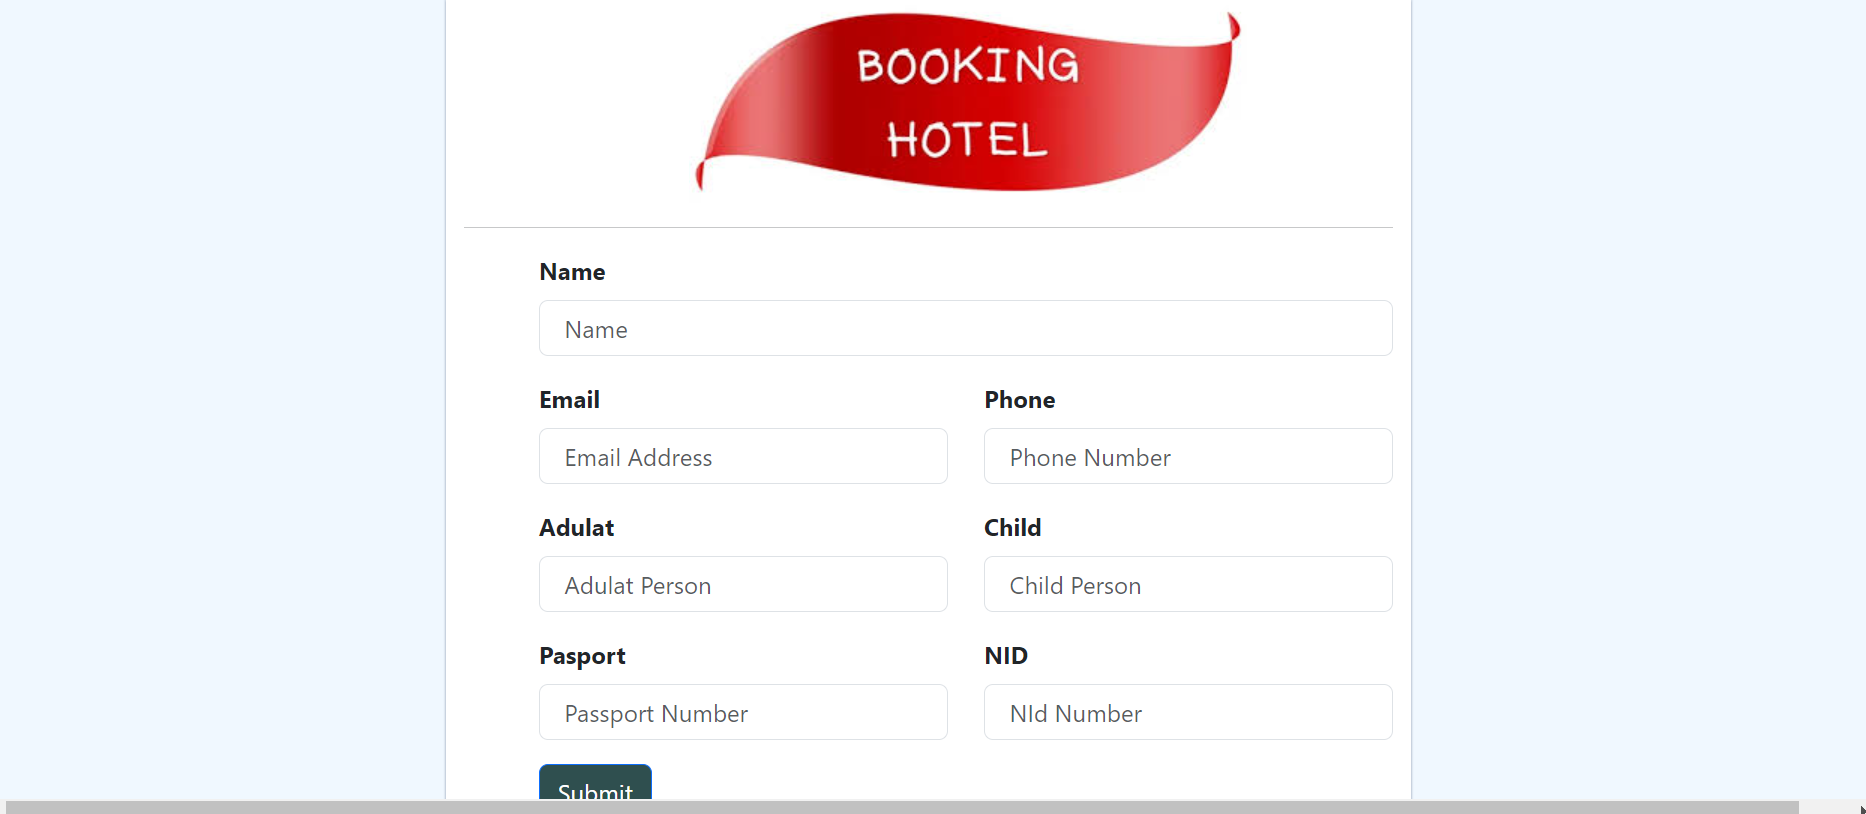 BOOKING
HOTEL
Name
Name
Email Phone
Email Address Phone Number
Adulat Child
Adulat Person Child Person
Pasport NID
Passport Number NId Number
Submit